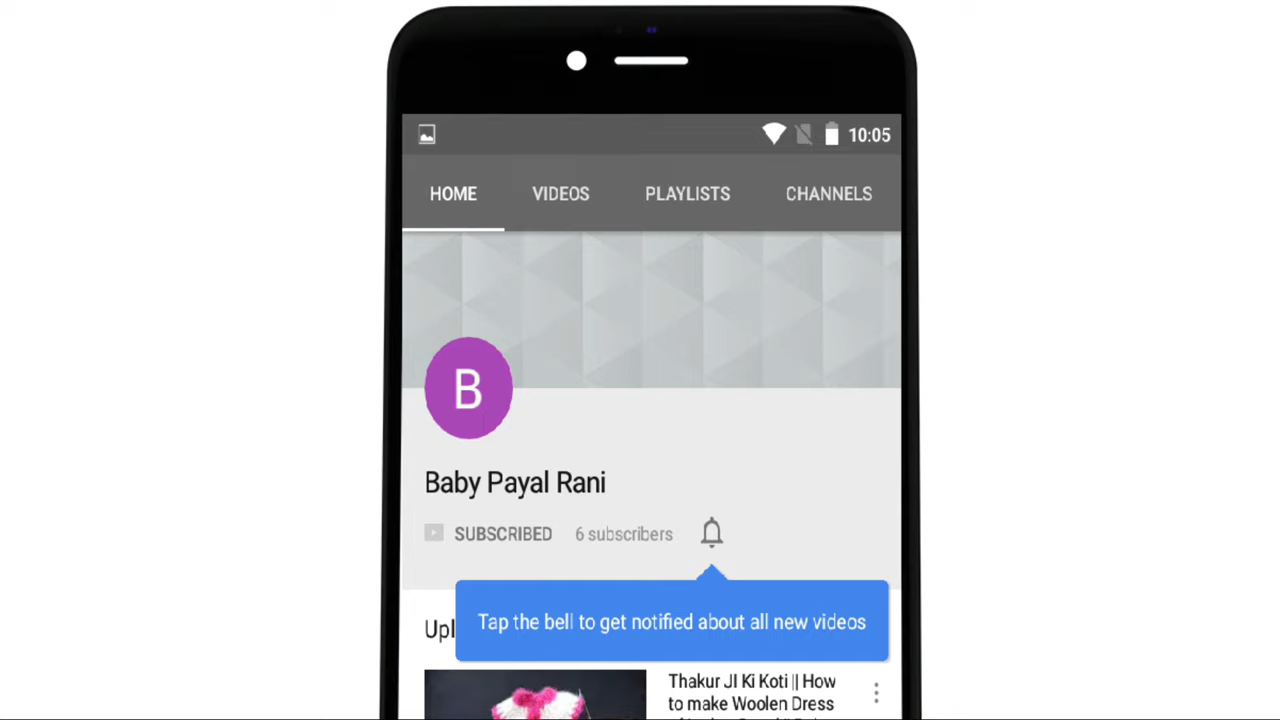 10:05
HOME VIDEOS PLAYLISTS CHANNELS
B
Baby Payal Rani
SUBSCRIBED 6 subscribers
Tap the bell to get notified about all new videos
Thakur JI Ki Koti || How
to make Woolen Dress